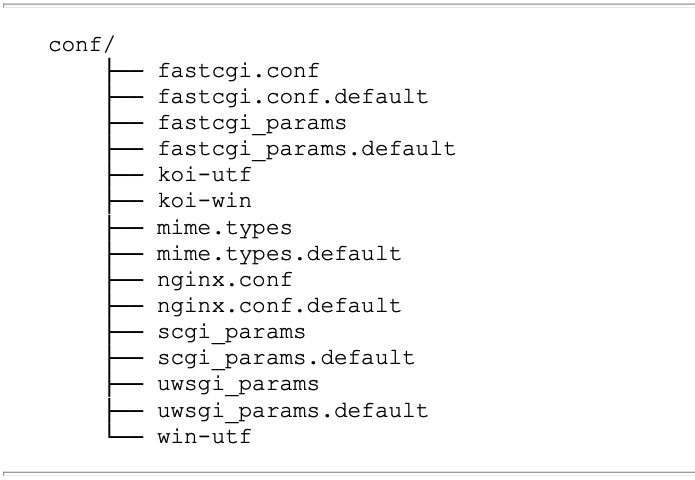 conf/
├── fastcgi.conf
├── fastcgi.conf.default
├── fastcgi_params
├── fastcgi_params.default
├── koi-utf
├── koi-win
├── mime.types
├── mime.types.default
├── nginx.conf
├── nginx.conf.default
├── scgi_params
├── scgi_params.default
├── uwsgi_params
├── uwsgi_params.default
└── win-utf